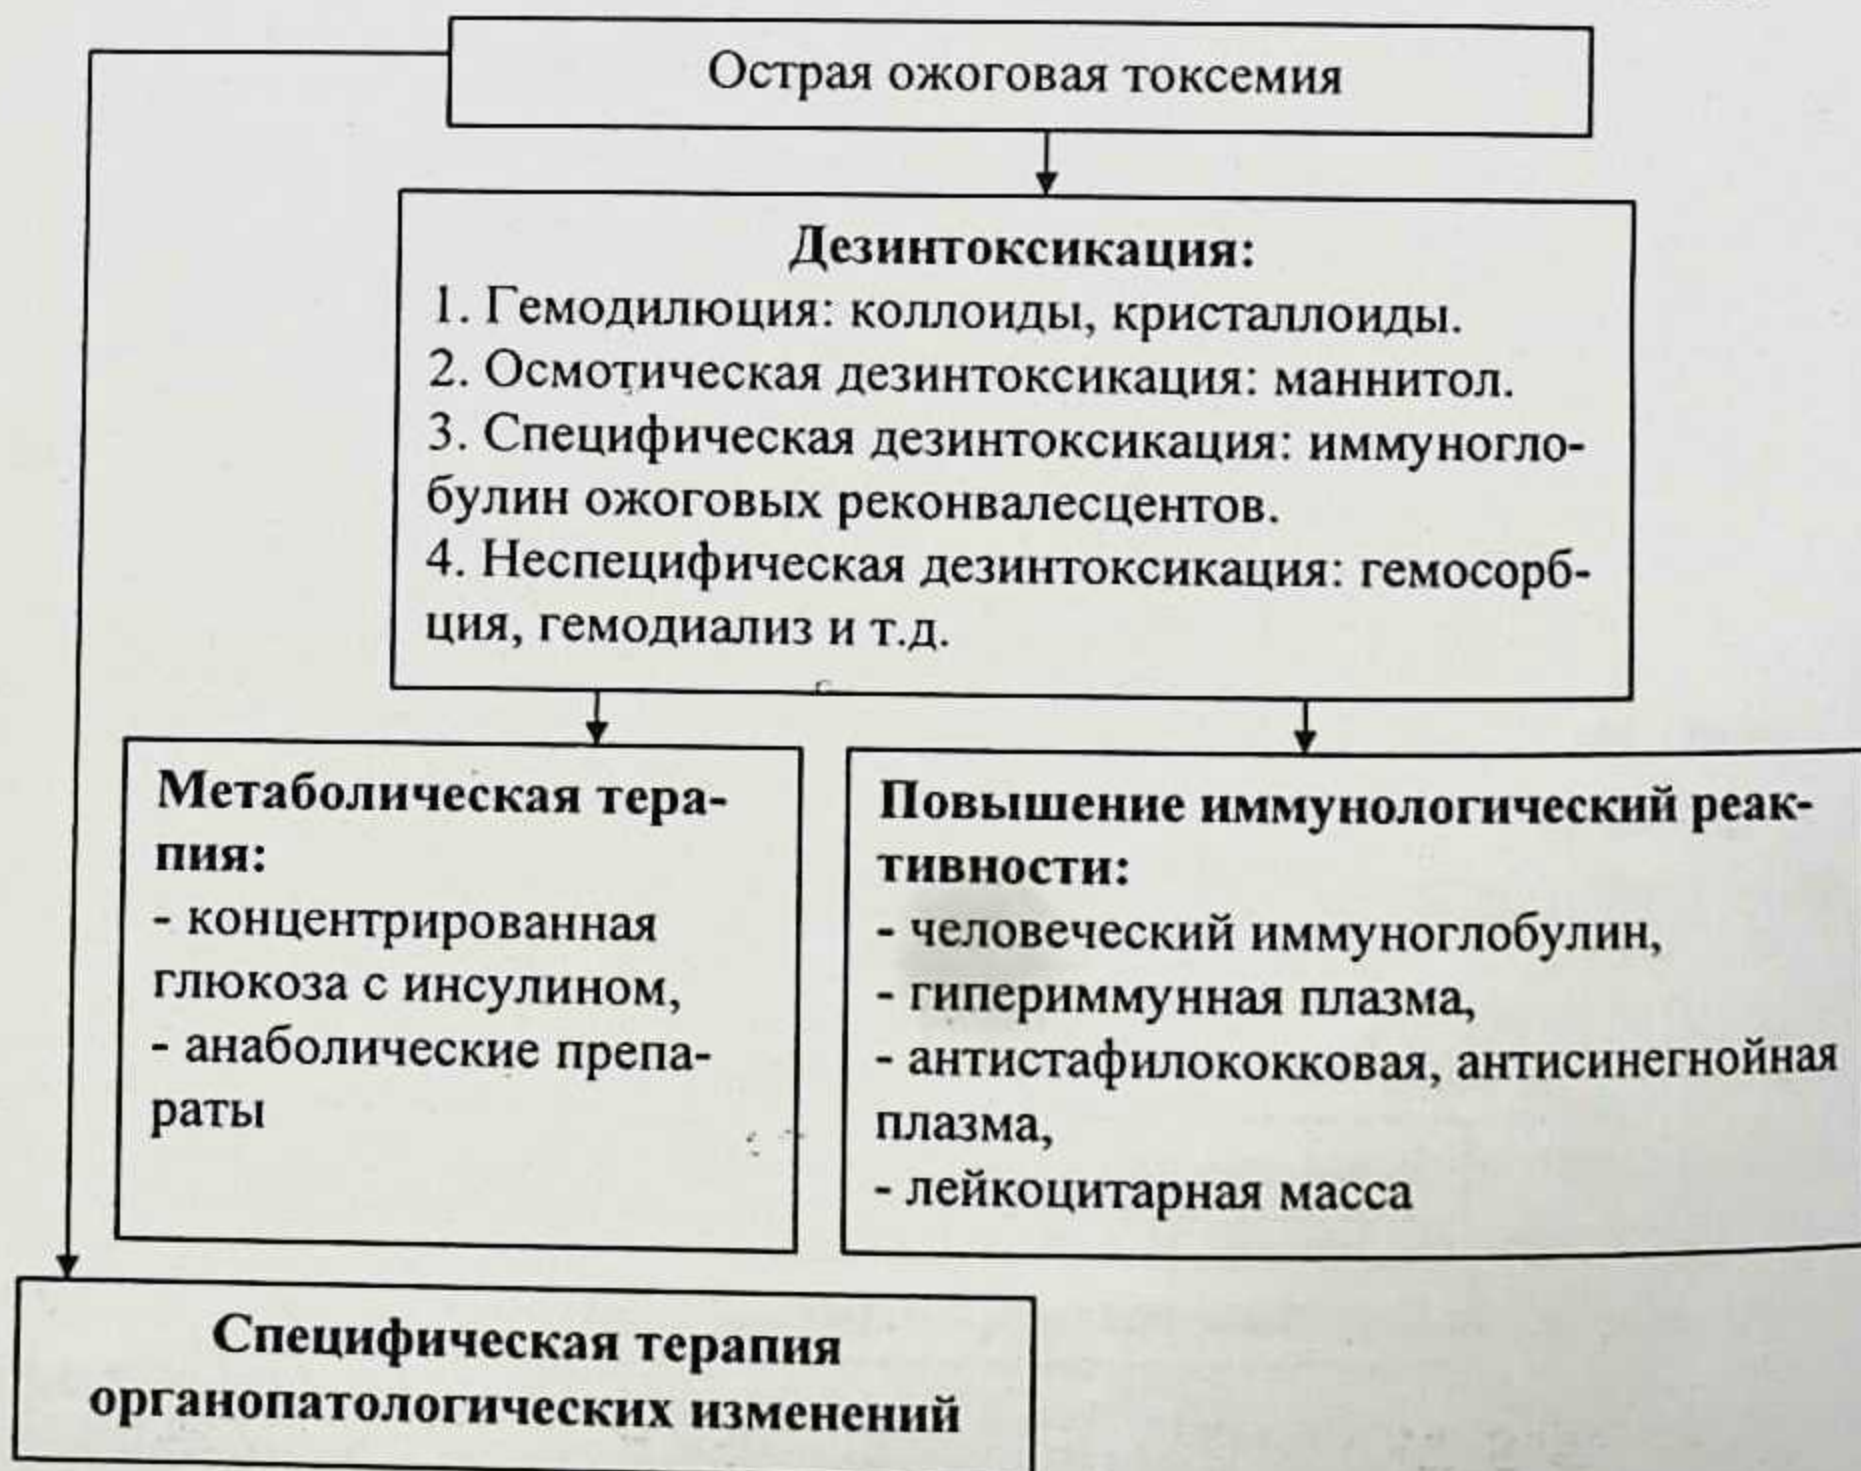 Острая ожоговая токсемия
Дезинтоксикация:
1. Гемодилюция: коллоиды, кристаллоиды.
2. Осмотическая дезинтоксикация: маннитол.
3. Специфическая дезинтоксикация: иммуногло-
булин ожоговых реконвалесцентов.
4. Неспецифическая дезинтоксикация: гемосорб-
ция, гемодиализ и т.д.
Метаболическая тера-
пия:
- концентрированная
глюкоза с инсулином,
- анаболические препа-
раты
Повышение иммунологический реак-
тивности:
- человеческий иммуноглобулин,
- гипериммунная плазма,
- антистафилококковая, антисинегнойная
плазма,
- лейкоцитарная масса
Специфическая терапия
органопатологических изменений